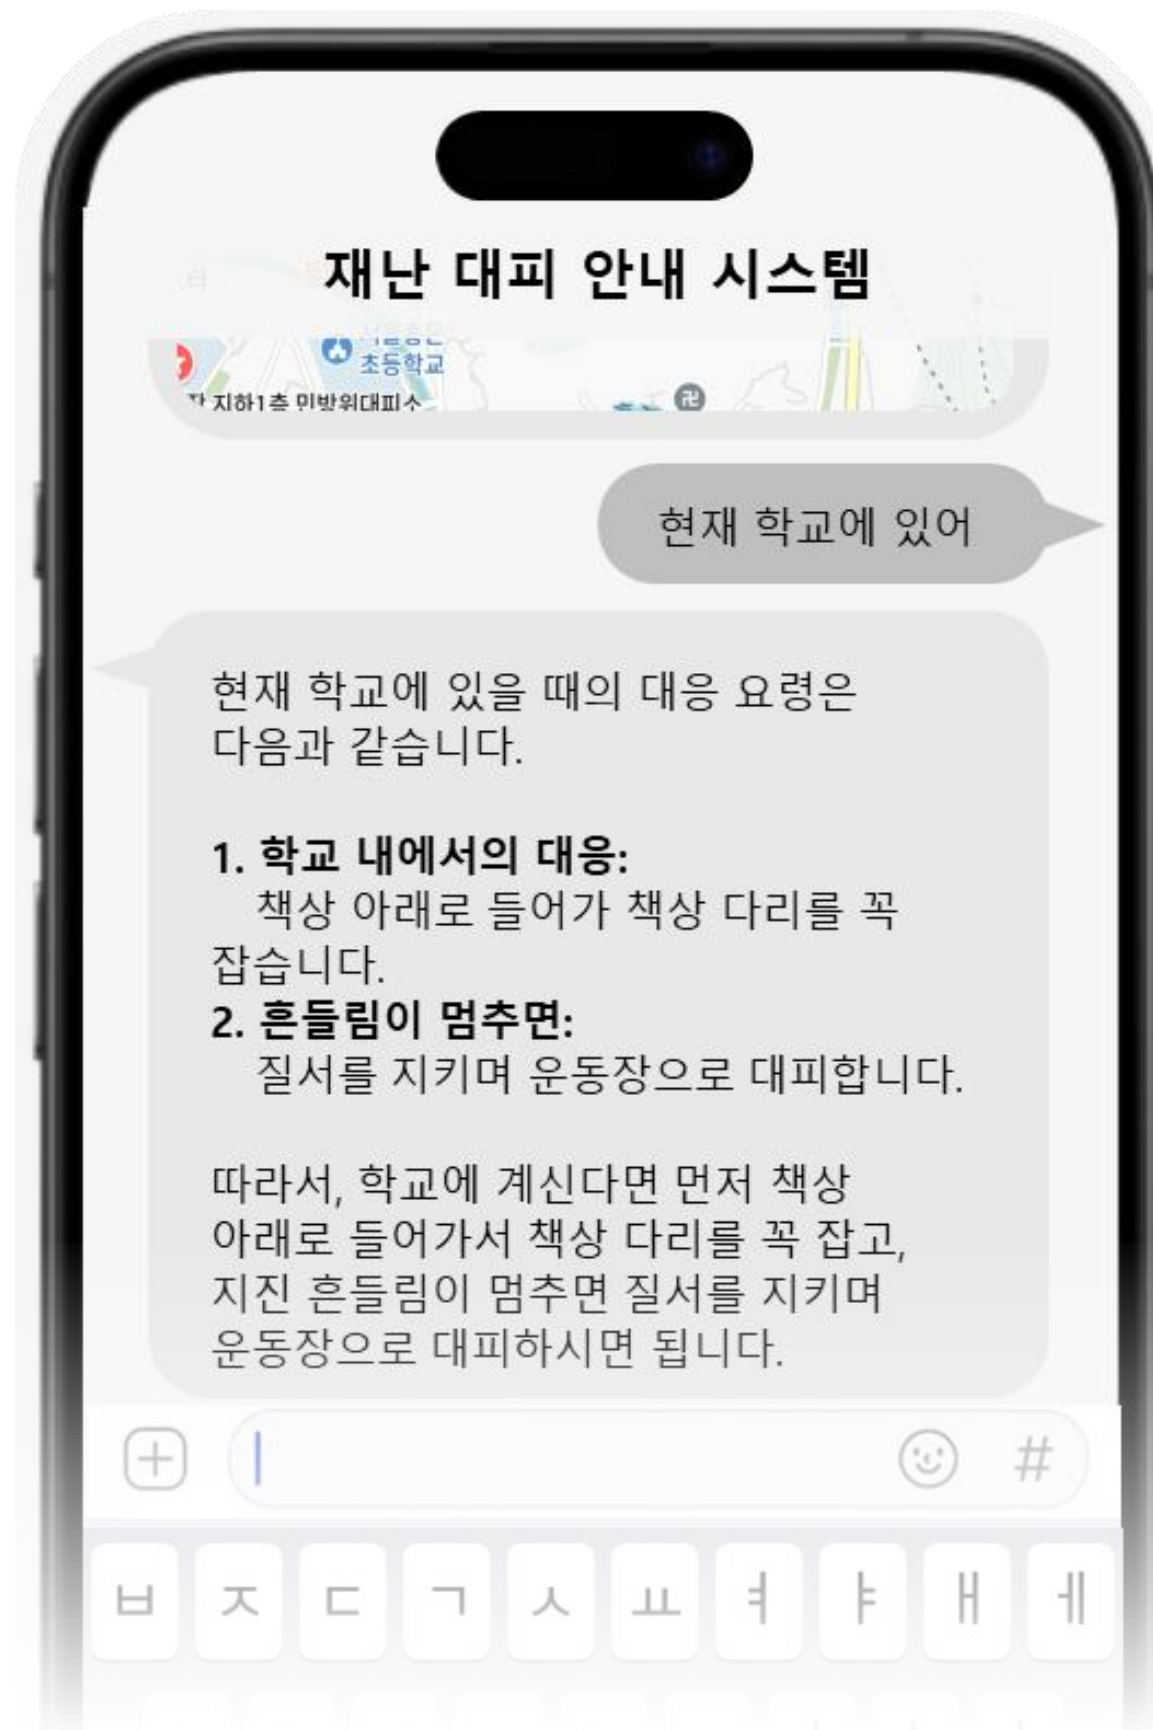 재난 대피 안내 시스템
초등학교
지하1층 민방위대피소
현재 학교에 있어
현재 학교에 있을 때의 대응 요령은
다음과 같습니다.
1. 학교 내에서의 대응:
책상 아래로 들어가 책상 다리를 꼭
잡습니다.
2. 흔들림이 멈추면:
질서를 지키며 운동장으로 대피합니다.
따라서, 학교에 계신다면 먼저 책상
아래로 들어가서 책상 다리를 꼭 잡고,
지진 흔들림이 멈추면 질서를 지키며
운동장으로 대피하시면 됩니다.
#
ㅂ ㅈ ㄷ ㄱ ㅅ ㅛ ㅕ ㅑ ㅐ ㅔ